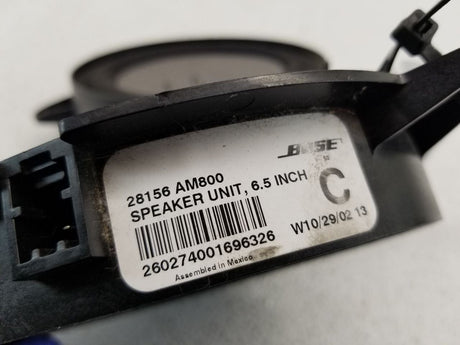 BOSE
28156 AM800
SPEAKER UNIT, 6.5 INCH
C
260274001696326
W10/29/02 13
Assembled in Mexico